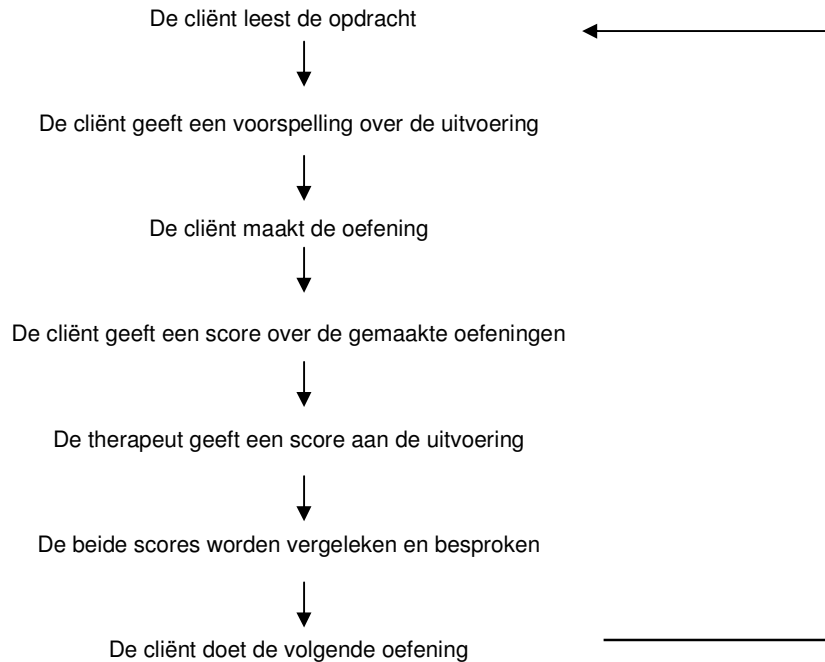 De cliënt leest de opdracht
De cliënt geeft een voorspelling over de uitvoering
De cliënt maakt de oefening
De cliënt geeft een score over de gemaakte oefeningen
De therapeut geeft een score aan de uitvoering
De beide scores worden vergeleken en besproken
De cliënt doet de volgende oefening